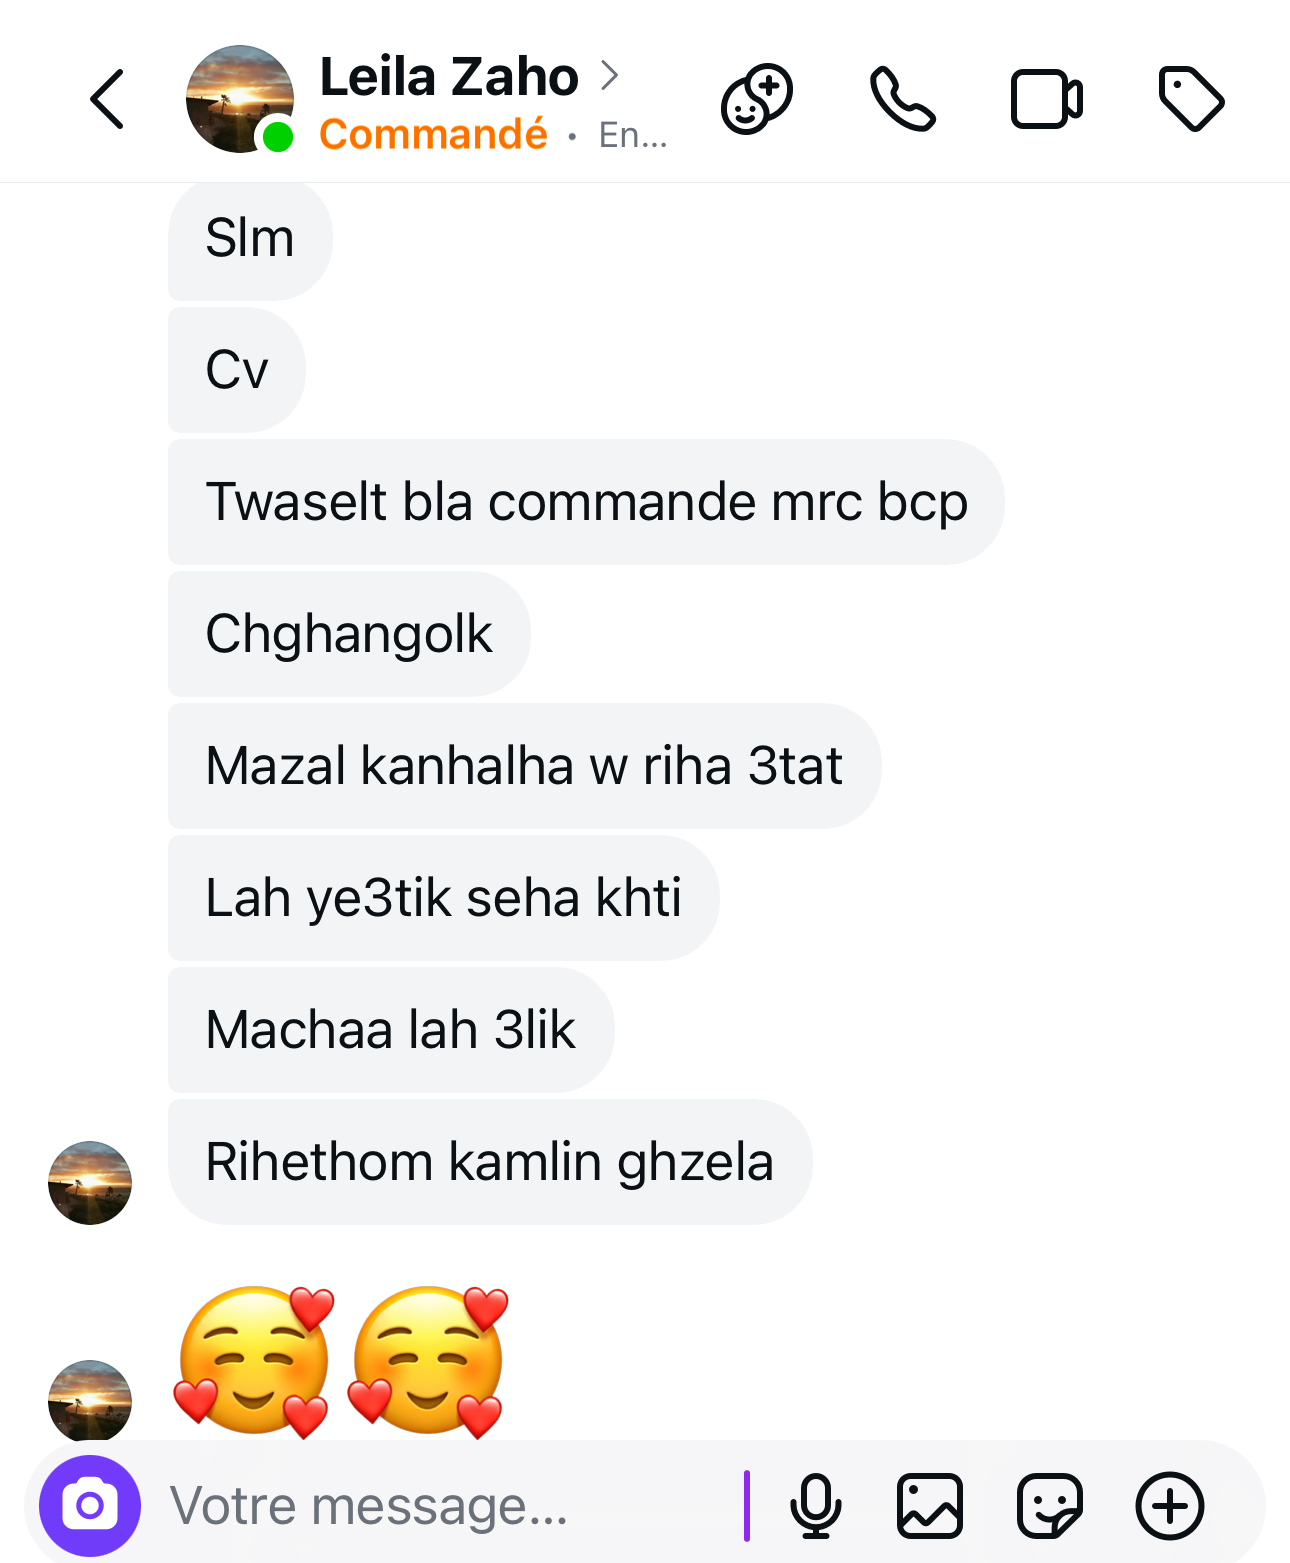 Leila Zaho
Commandé · En...
Slm
Cv
Twaselt bla commande mrc bcp
Chghangolk
Mazal kanhalha w riha 3tat
Lah ye3tik seha khti
Machaa lah 3lik
Rihethom kamlin ghzela
🥰🥰
Votre message...